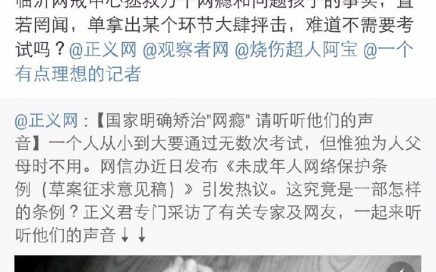 临沂网戒中心拯救万千网瘾和问题孩子的事实，置
若罔闻，单拿出某个环节大肆抨击，难道不需要考
试吗？@正义网 @观察者网 @烧伤超人阿宝 @一个
有点理想的记者
@正义网：【国家明确矫治"网瘾" 请听听他们的声
音】一个人从小到大要通过无数次考试，但惟独为人父
母时不用。网信办近日发布《未成年人网络保护条
例（草案征求意见稿）》引发热议。这究竟是一部怎样
的条例？正义君专门采访了有关专家及网友，一起来听
听他们的声音↓↓